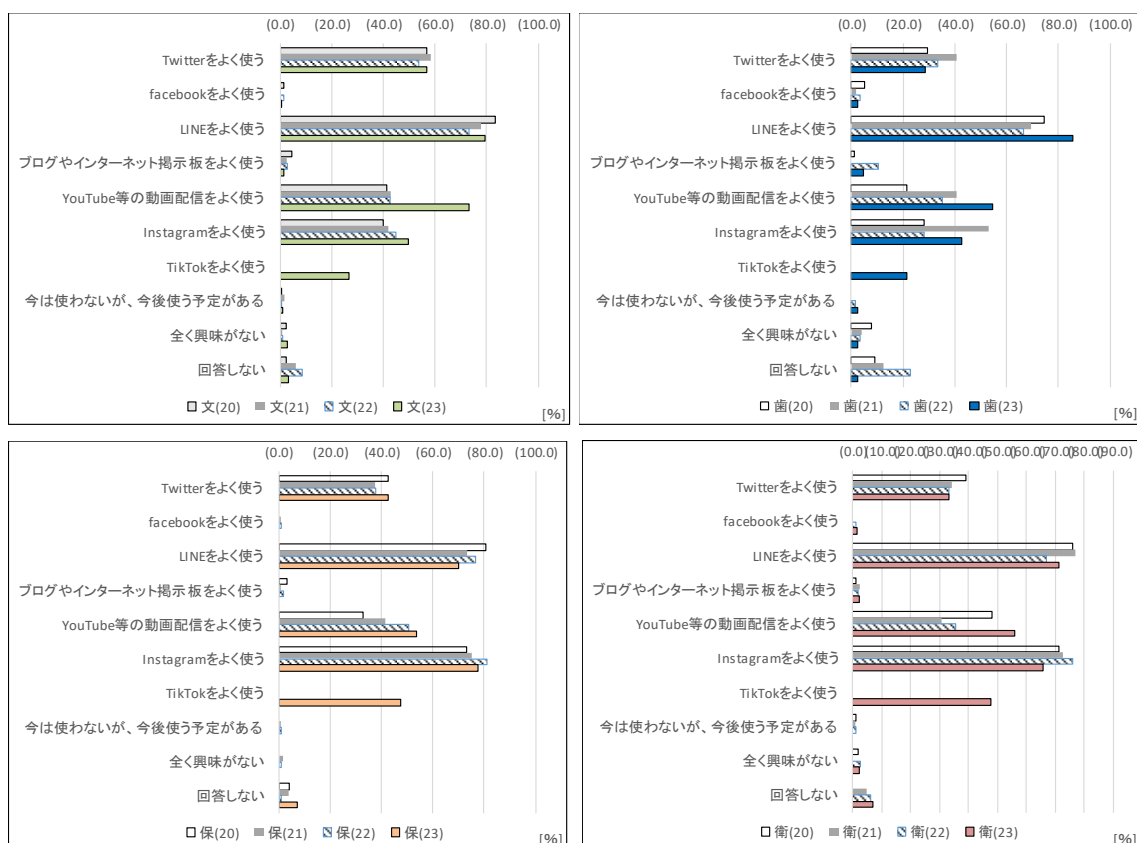 (0.0) (20.0) (40.0) (60.0) (80.0) (100.0)
Twitterをよく使う
facebookをよく使う
LINEをよく使う
ブログやインターネット掲示板をよく使う
YouTube等の動画配信をよく使う
Instagramをよく使う
TikTokをよく使う
今は使わないが、今後使う予定がある
全く興味がない
回答しない
文(20) 文(21) 文(22) 文(23)
[%]
(0.0) (20.0) (40.0) (60.0) (80.0) (100.0)
Twitterをよく使う
facebookをよく使う
LINEをよく使う
ブログやインターネット掲示板をよく使う
YouTube等の動画配信をよく使う
Instagramをよく使う
TikTokをよく使う
今は使わないが、今後使う予定がある
全く興味がない
回答しない
歯(20) 歯(21) 歯(22) 歯(23)
[%]
(0.0) (20.0) (40.0) (60.0) (80.0) (100.0)
Twitterをよく使う
facebookをよく使う
LINEをよく使う
ブログやインターネット掲示板をよく使う
YouTube等の動画配信をよく使う
Instagramをよく使う
TikTokをよく使う
今は使わないが、今後使う予定がある
全く興味がない
回答しない
保(20) 保(21) 保(22) 保(23)
[%]
(0.0) (10.0) (20.0) (30.0) (40.0) (50.0) (60.0) (70.0) (80.0) (90.0)
Twitterをよく使う
facebookをよく使う
LINEをよく使う
ブログやインターネット掲示板をよく使う
YouTube等の動画配信をよく使う
Instagramをよく使う
TikTokをよく使う
今は使わないが、今後使う予定がある
全く興味がない
回答しない
衛(20) 衛(21) 衛(22) 衛(23)
[%]